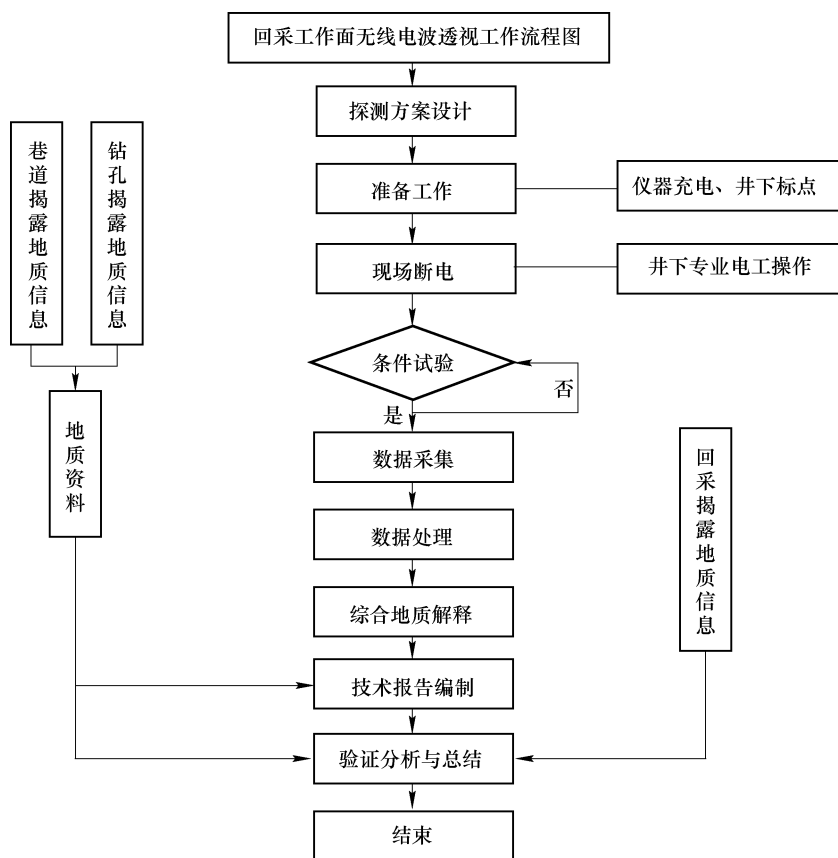 回采工作面无线电波透视工作流程图
探测方案设计
准备工作
仪器充电、井下标点
现场断电
井下专业电工操作
巷道揭露地质信息
钻孔揭露地质信息
条件试验
否
是
地质资料
数据采集
回采揭露地质信息
数据处理
综合地质解释
技术报告编制
验证分析与总结
结束